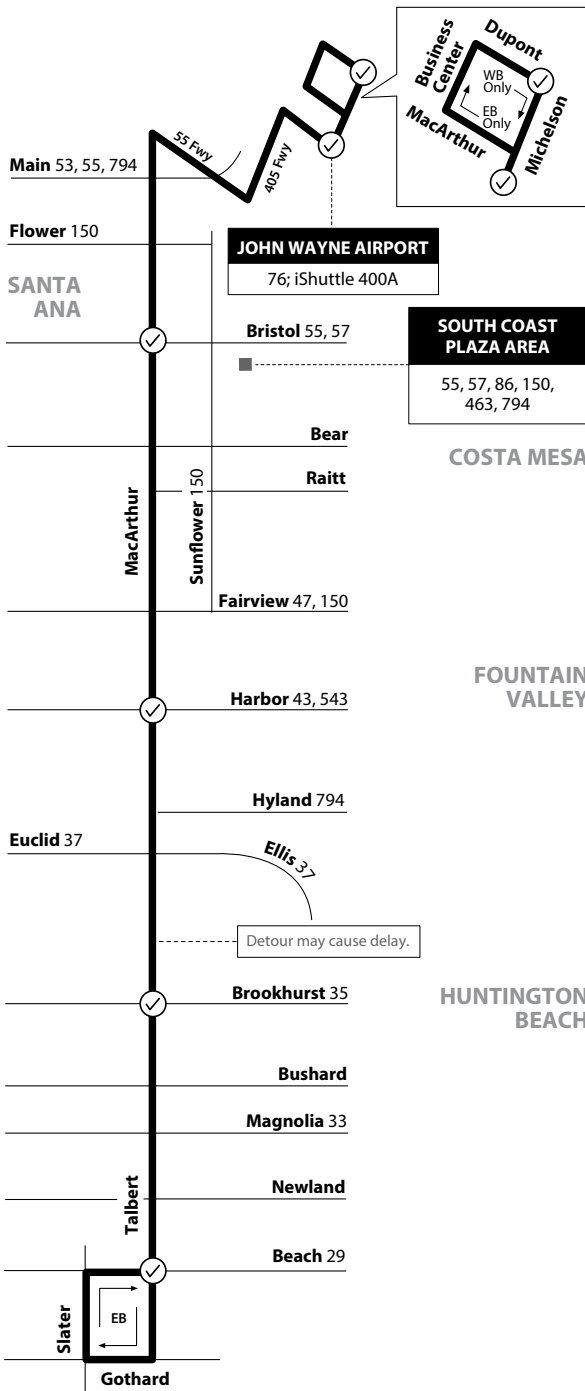 Dupont
Business
Center
WB
Only
EB
Only
MacArthur
Michelson
55 Fwy
405 Fwy
Main 53, 55, 794
Flower 150
JOHN WAYNE AIRPORT
76; iShuttle 400A
SANTA
ANA
Bristol 55, 57
SOUTH COAST
PLAZA AREA
55, 57, 86, 150,
463, 794
Bear
COSTA MESA
Raitt
MacArthur
Sunflower 150
Fairview 47, 150
FOUNTAIN
VALLEY
Harbor 43, 543
Hyland 794
Euclid 37
Ellis 37
Detour may cause delay.
Brookhurst 35
HUNTINGTON
BEACH
Bushard
Magnolia 33
Newland
Talbert
Beach 29
Slater
EB
Gothard